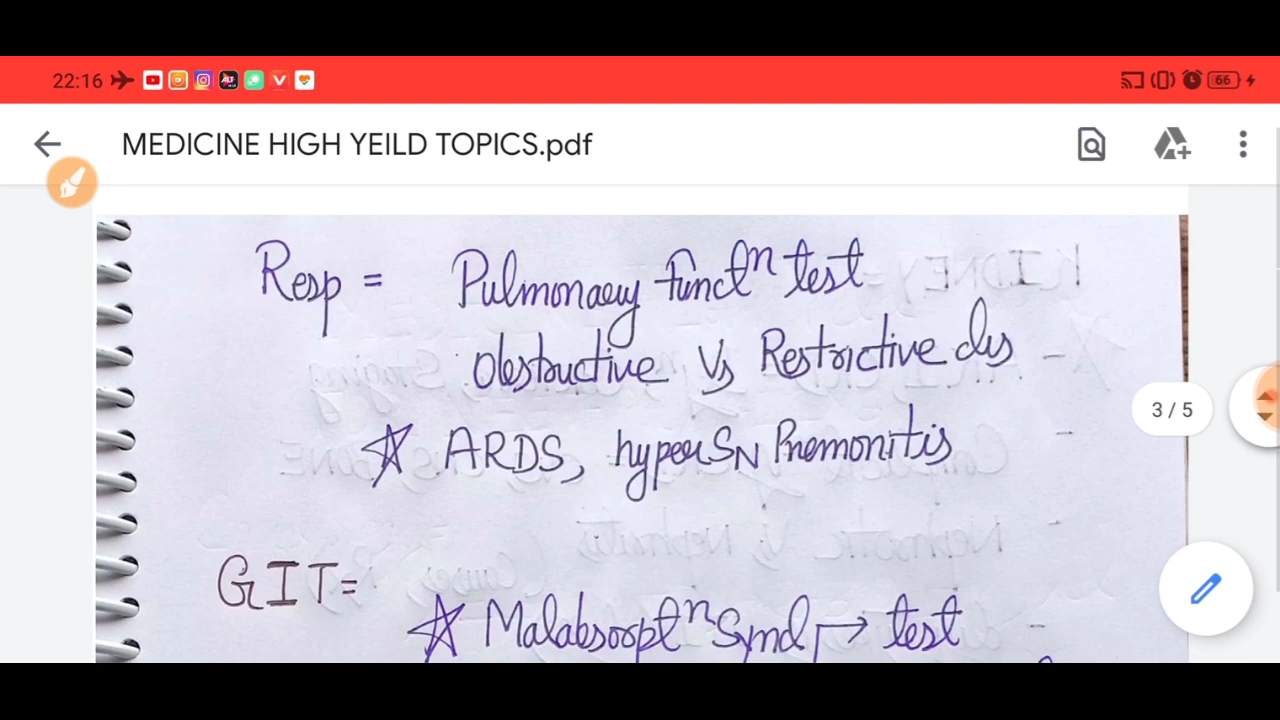 22:16 66
MEDICINE HIGH YEILD TOPICS.pdf
Resp = Pulmonary functⁿ test
Obstructive Vs Restrictive dis
☆ ARDS, hyperSN Pnemonitis
3 / 5
GIT=
☆ Malabsorptⁿ Synd → test